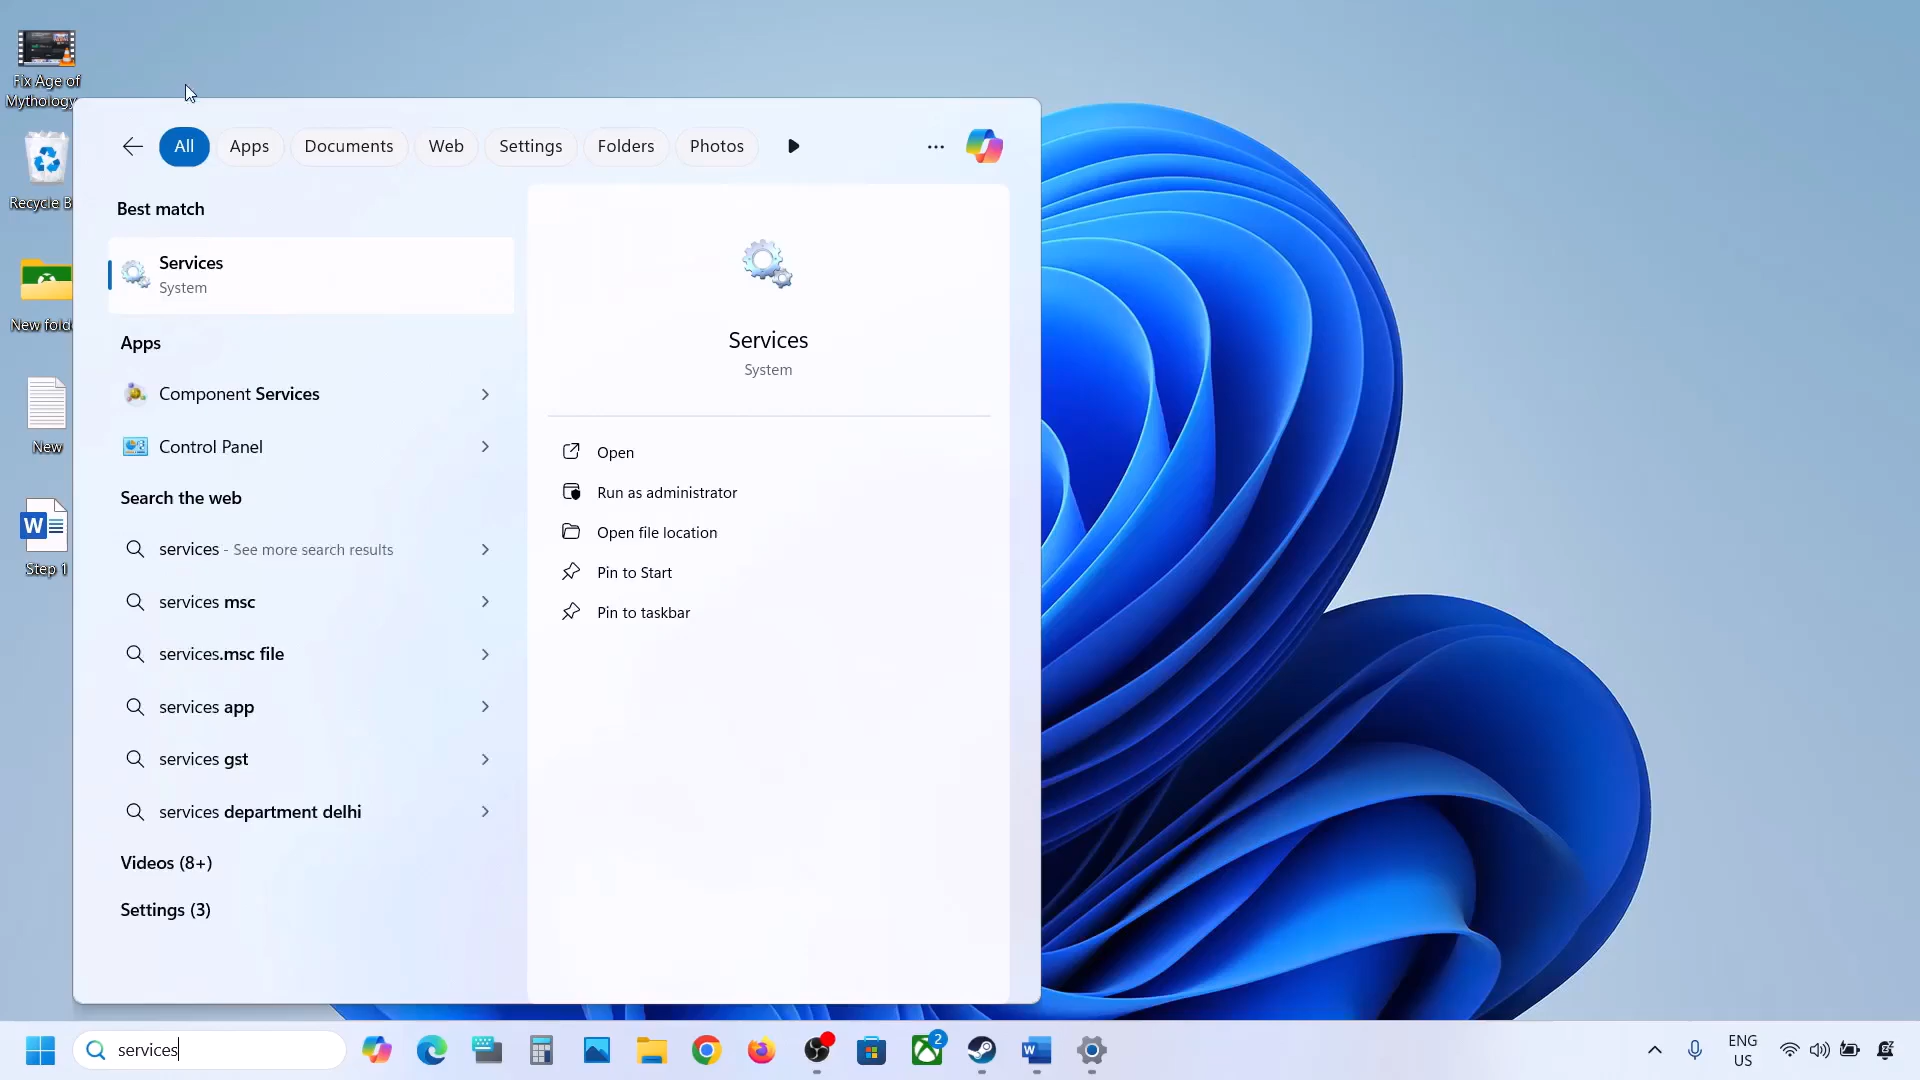 Fix Age of
Mythology
Recycle B
New fold
New
Step 1
All
Apps
Documents
Web
Settings
Folders
Photos
Best match
Services
System
Apps
Component Services
Control Panel
Search the web
services - See more search results
services msc
services.msc file
services app
services gst
services department delhi
Videos (8+)
Settings (3)
Services
System
Open
Run as administrator
Open file location
Pin to Start
Pin to taskbar
services
2
ENG
US